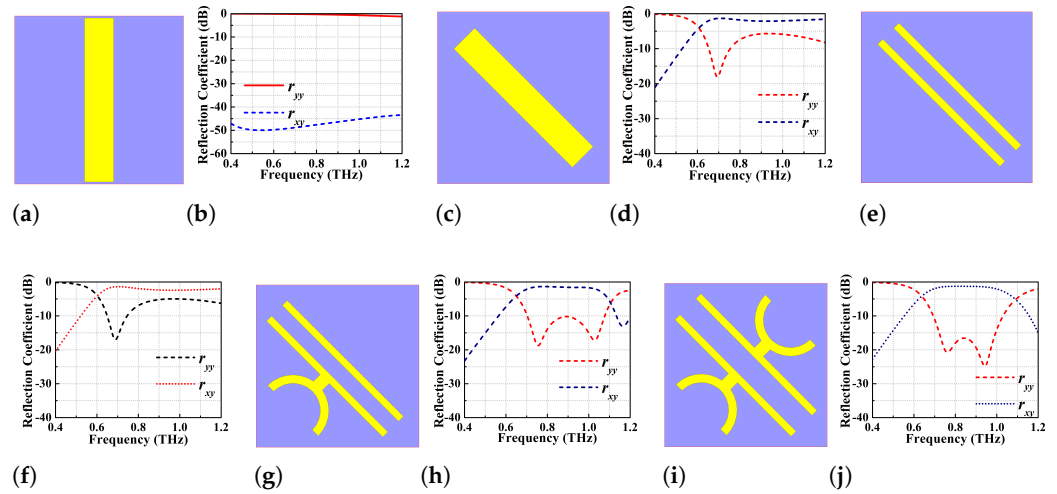 0
-10
-20
-30
-40
-50
-60
0.4 0.6 0.8 1.0 1.2
Reflection Coefficient (dB)
Frequency (THz)
r_yy
r_xy
0
-10
-20
-30
-40
0.4 0.6 0.8 1.0 1.2
Reflection Coefficient (dB)
Frequency (THz)
r_yy
r_xy
(a) (b) (c) (d) (e)
0
-10
-20
-30
-40
0.4 0.6 0.8 1.0 1.2
Reflection Coefficient (dB)
Frequency (THz)
r_yy
r_xy
0
-10
-20
-30
-40
0.4 0.6 0.8 1.0 1.2
Reflection Coefficient (dB)
Frequency (THz)
r_yy
r_xy
0
-10
-20
-30
-40
0.4 0.6 0.8 1.0 1.2
Reflection Coefficient (dB)
Frequency (THz)
r_yy
r_xy
(f) (g) (h) (i) (j)